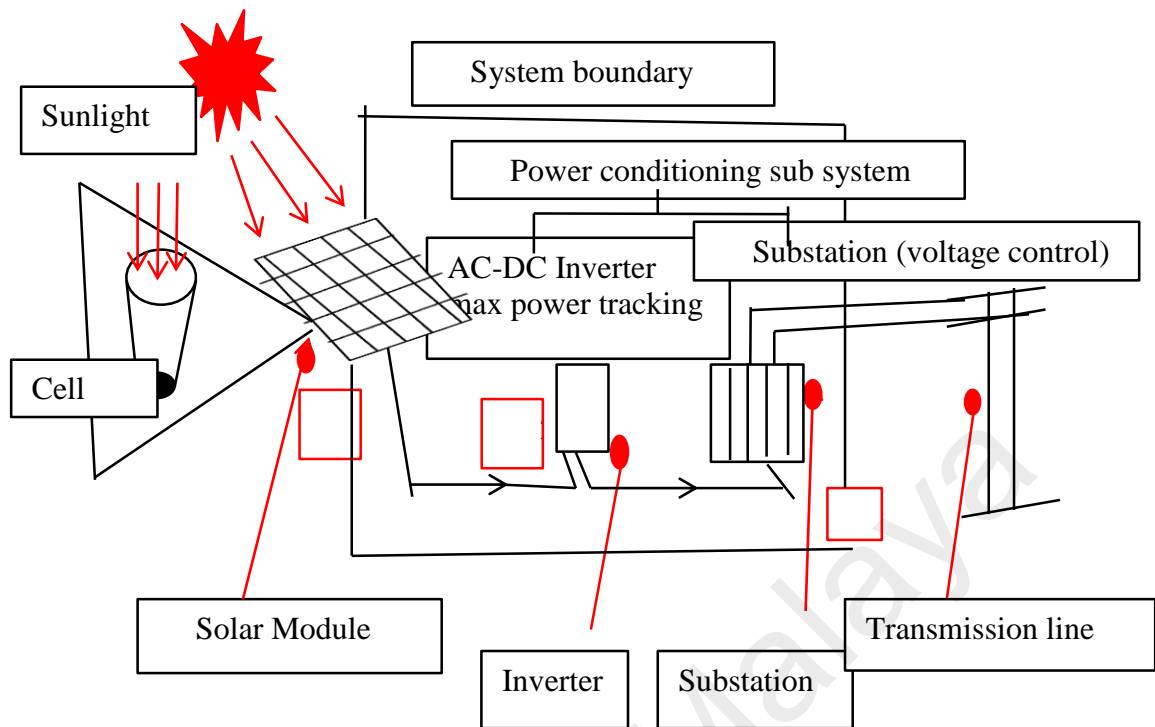 System boundary
Sunlight
Power conditioning sub system
Substation (voltage control)
AC-DC Inverter
max power tracking
Cell
Solar Module
Transmission line
Inverter
Substation
Malaya